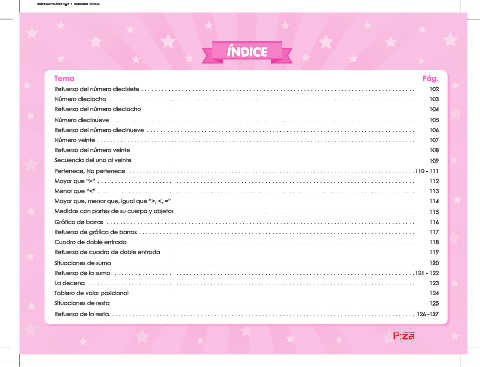 ÍNDICE
Tema Pág.
Refuerzo del número diecisiete 102
Número dieciocho 103
Refuerzo del número dieciocho 104
Número diecinueve 105
Refuerzo del número diecinueve 106
Número veinte 107
Refuerzo del número veinte 108
Secuencia del uno al veinte 109
Pertenece, No pertenece 110 - 111
Mayor que ">" 112
Menor que "<" 113
Mayor que, menor que, igual que ">, <, =" 114
Medidas con partes de su cuerpo y objetos 115
Gráfica de barras 116
Refuerzo de gráfica de barras 117
Cuadro de doble entrada 118
Refuerzo de cuadro de doble entrada 119
Situaciones de suma 120
Refuerzo de la suma 121 - 122
La decena 123
Tablero de valor posicional 124
Situaciones de resta 125
Refuerzo de la resta 126 -127